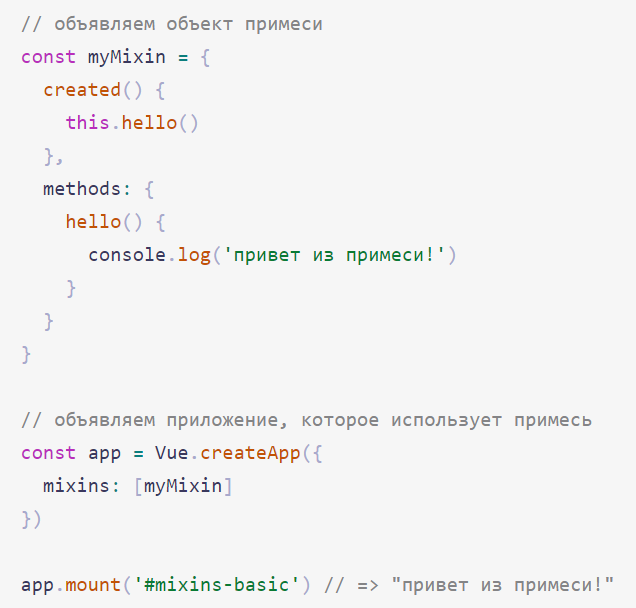 // объявляем объект примеси
const myMixin = {
  created() {
    this.hello()
  },
  methods: {
    hello() {
      console.log('привет из примеси!')
    }
  }
}

// объявляем приложение, которое использует примесь
const app = Vue.createApp({
  mixins: [myMixin]
})

app.mount('#mixins-basic') // => "привет из примеси!"